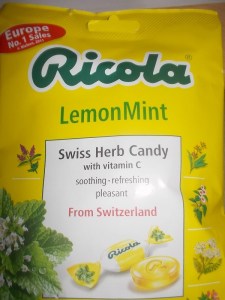 Europe
No. 1 Sales
Ricola
LemonMint
Swiss Herb Candy
with vitamin C
soothing - refreshing
pleasant
From Switzerland
Ricola